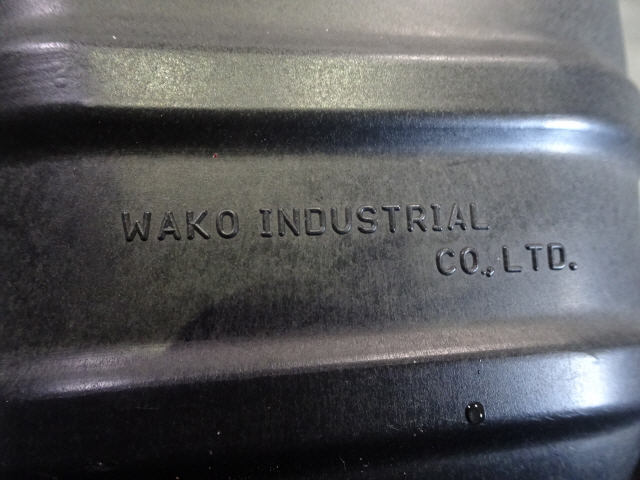 WAKO INDUSTRIAL
CO., LTD.